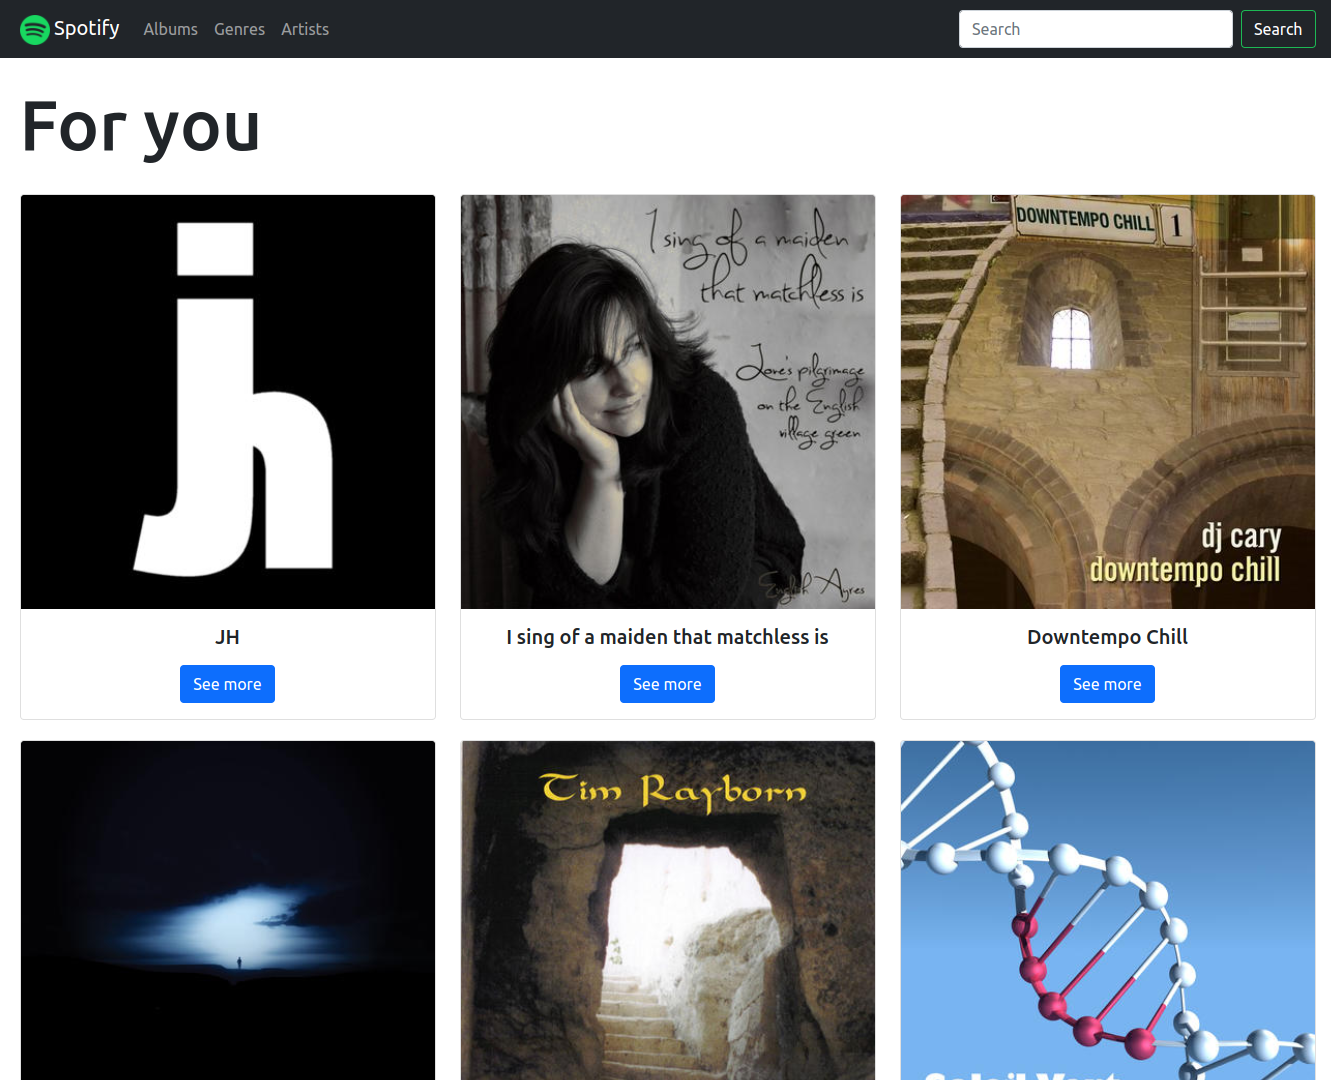 Spotify Albums Genres Artists Search Search
For you
jh
I sing of a maiden
that matchless is
Love's pilgrimage
on the English
village green
English Ayres
DOWNTEMPO CHILL 1
dj cary
downtempo chill
JH
See more
I sing of a maiden that matchless is
See more
Downtempo Chill
See more
Tim Rayborn
Soleil Vert